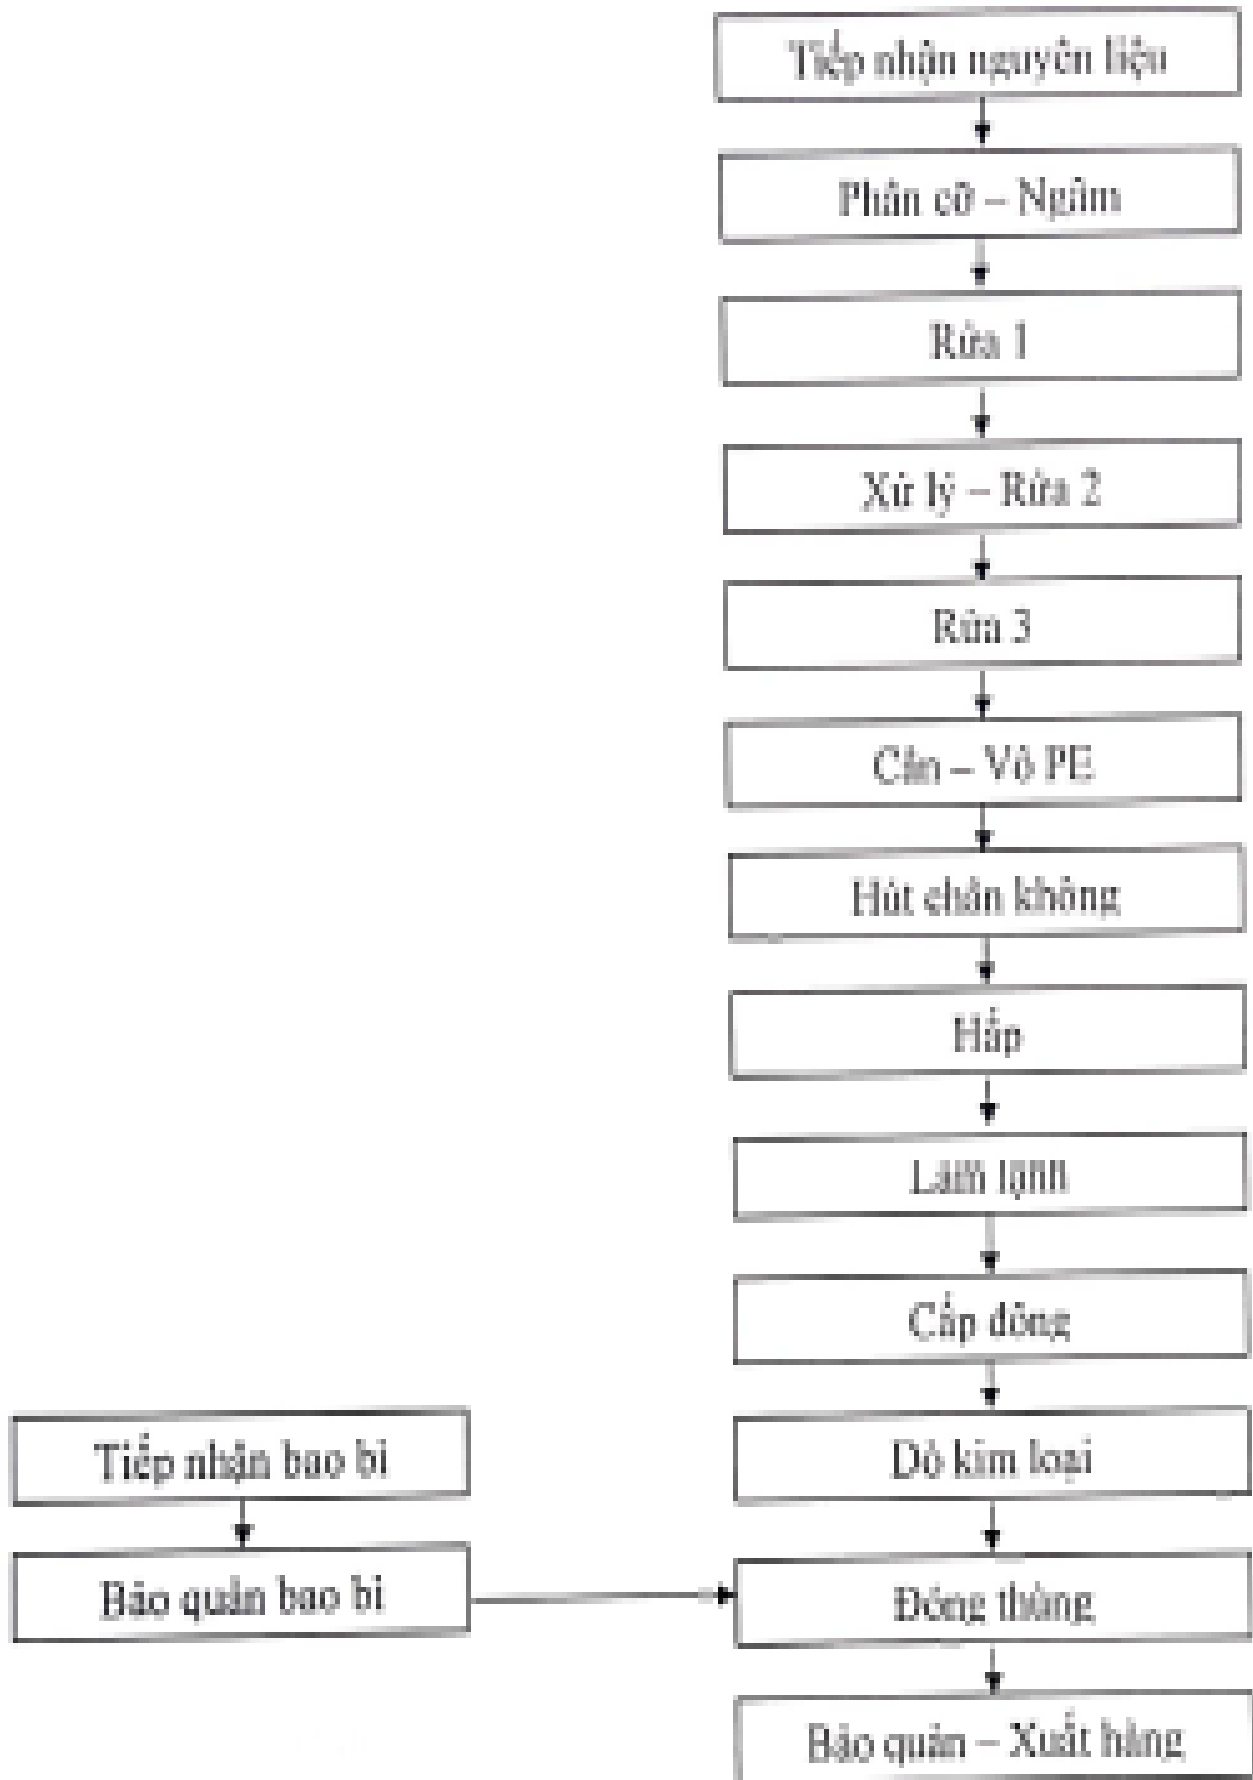 Tiếp nhận nguyên liệu
Phân cỡ – Ngâm
Rửa 1
Xử lý – Rửa 2
Rửa 3
Cân – Vô PE
Hút chân không
Hấp
Làm lạnh
Cấp đông
Tiếp nhận bao bì
Dò kim loại
Bảo quản bao bì
Đóng thùng
Bảo quản – Xuất hàng